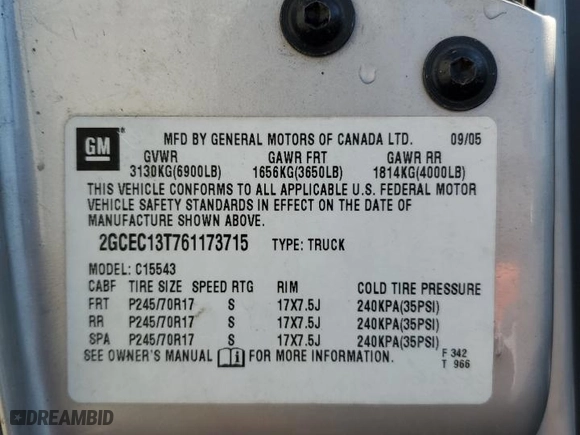 GM
MFD BY GENERAL MOTORS OF CANADA LTD. 09/05
GVWR GAWR FRT GAWR RR
3130KG(6900LB) 1656KG(3650LB) 1814KG(4000LB)
THIS VEHICLE CONFORMS TO ALL APPLICABLE U.S. FEDERAL MOTOR
VEHICLE SAFETY STANDARDS IN EFFECT ON THE DATE OF
MANUFACTURE SHOWN ABOVE.
2GCEC13T761173715 TYPE: TRUCK
MODEL: C15543
CABF TIRE SIZE SPEED RTG RIM COLD TIRE PRESSURE
FRT P245/70R17 S 17X7.5J 240KPA(35PSI)
RR P245/70R17 S 17X7.5J 240KPA(35PSI)
SPA P245/70R17 S 17X7.5J 240KPA(35PSI)
SEE OWNER'S MANUAL FOR MORE INFORMATION.
F 342
T 966
DREAMBID